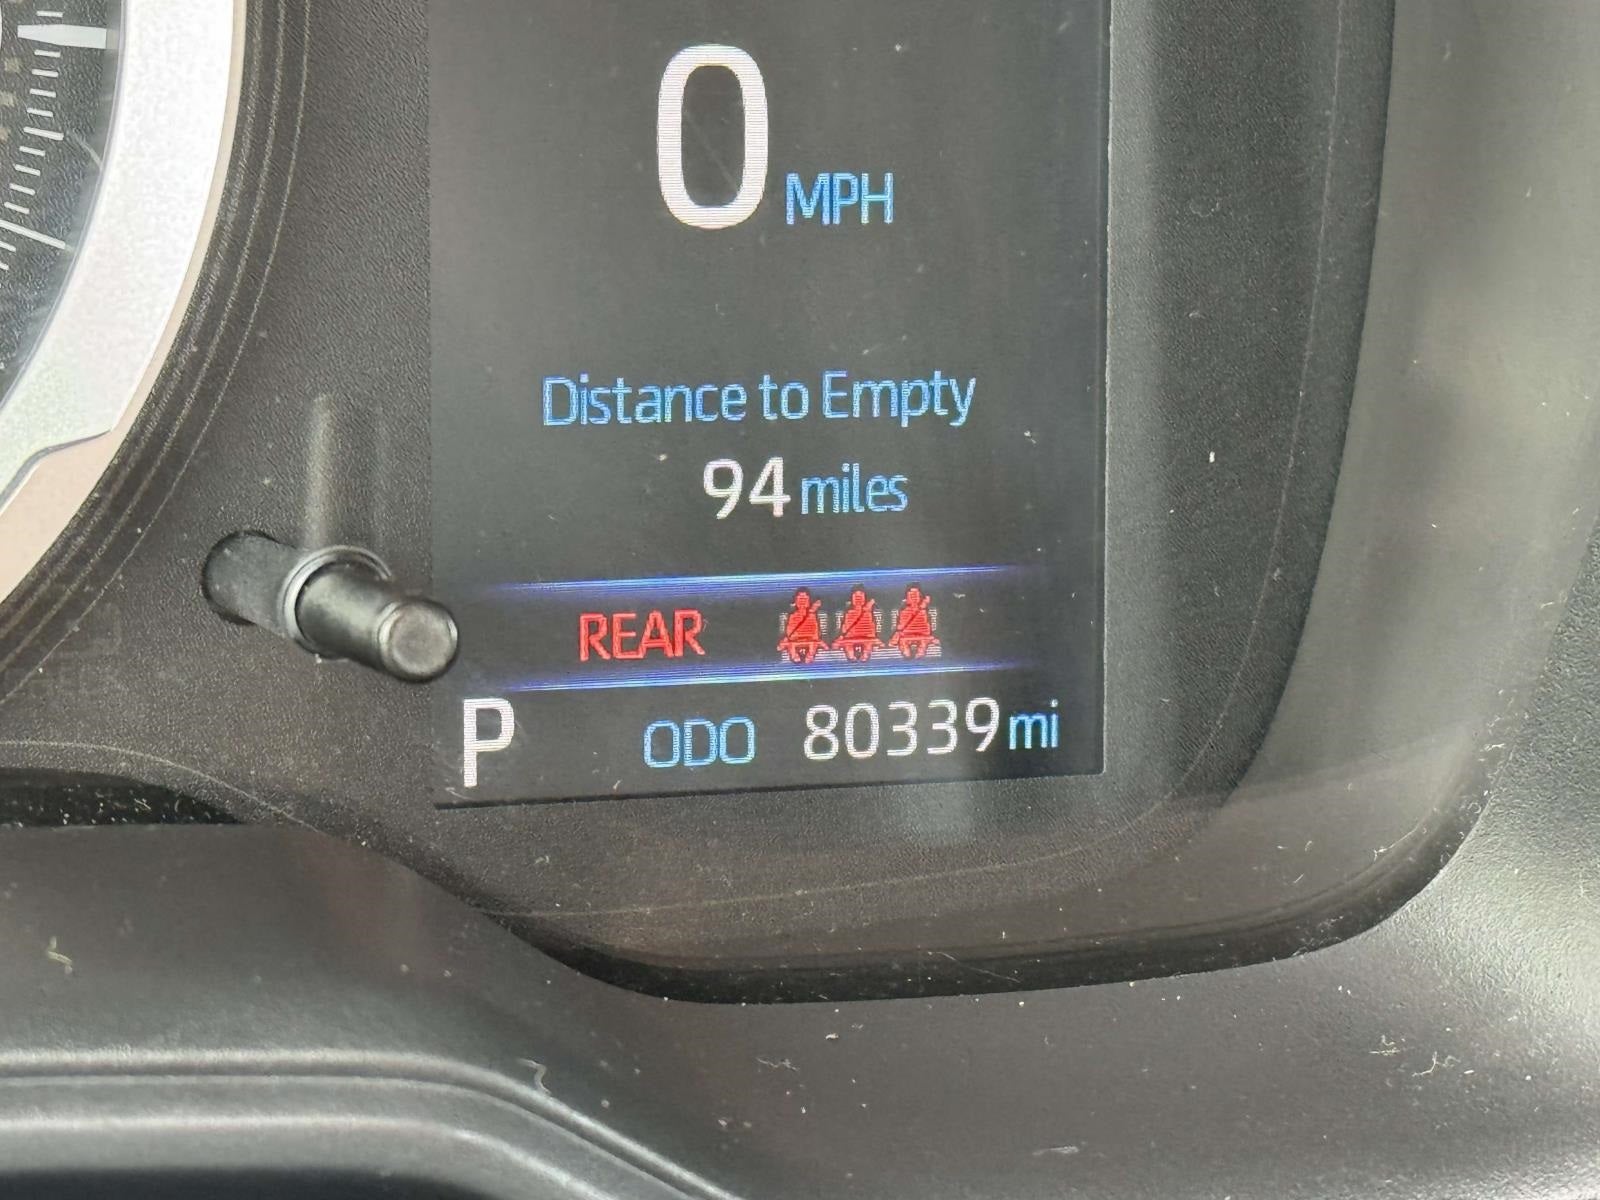 0 MPH
Distance to Empty
94 miles
REAR
P ODO 80339 mi